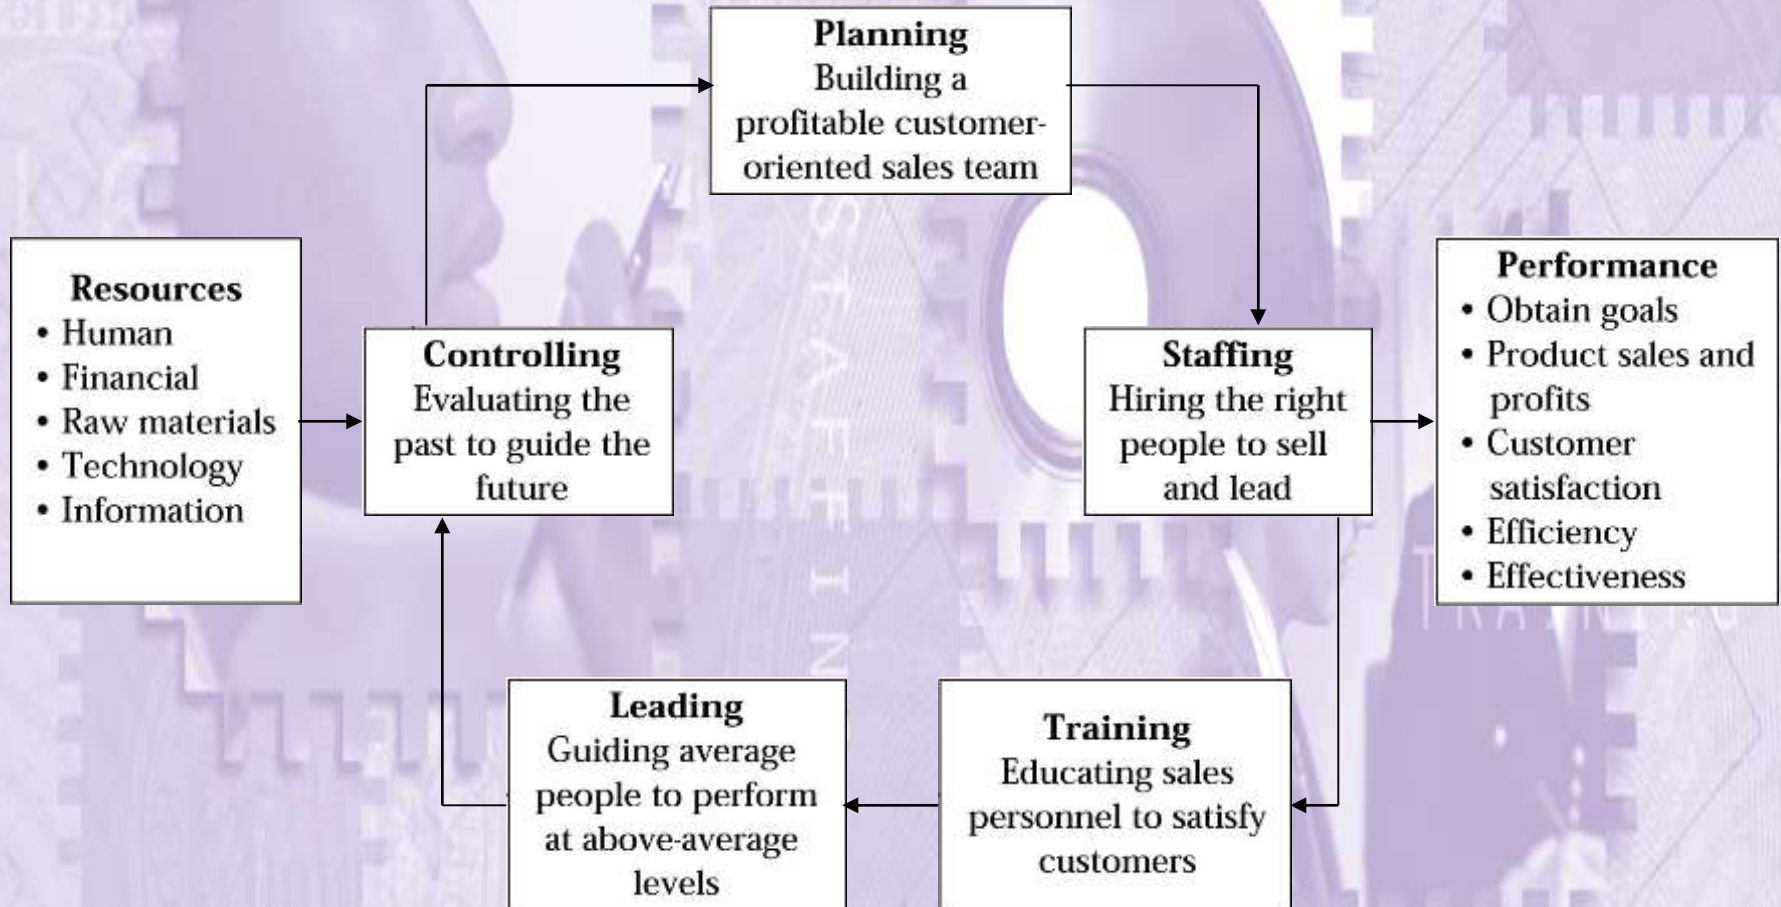 Planning
Building a
profitable customer-
oriented sales team
Resources
• Human
• Financial
• Raw materials
• Technology
• Information
Controlling
Evaluating the
past to guide the
future
Staffing
Hiring the right
people to sell
and lead
Performance
• Obtain goals
• Product sales and
profits
• Customer
satisfaction
• Efficiency
• Effectiveness
Leading
Guiding average
people to perform
at above-average
levels
Training
Educating sales
personnel to satisfy
customers
STAFFIN
TRAINING